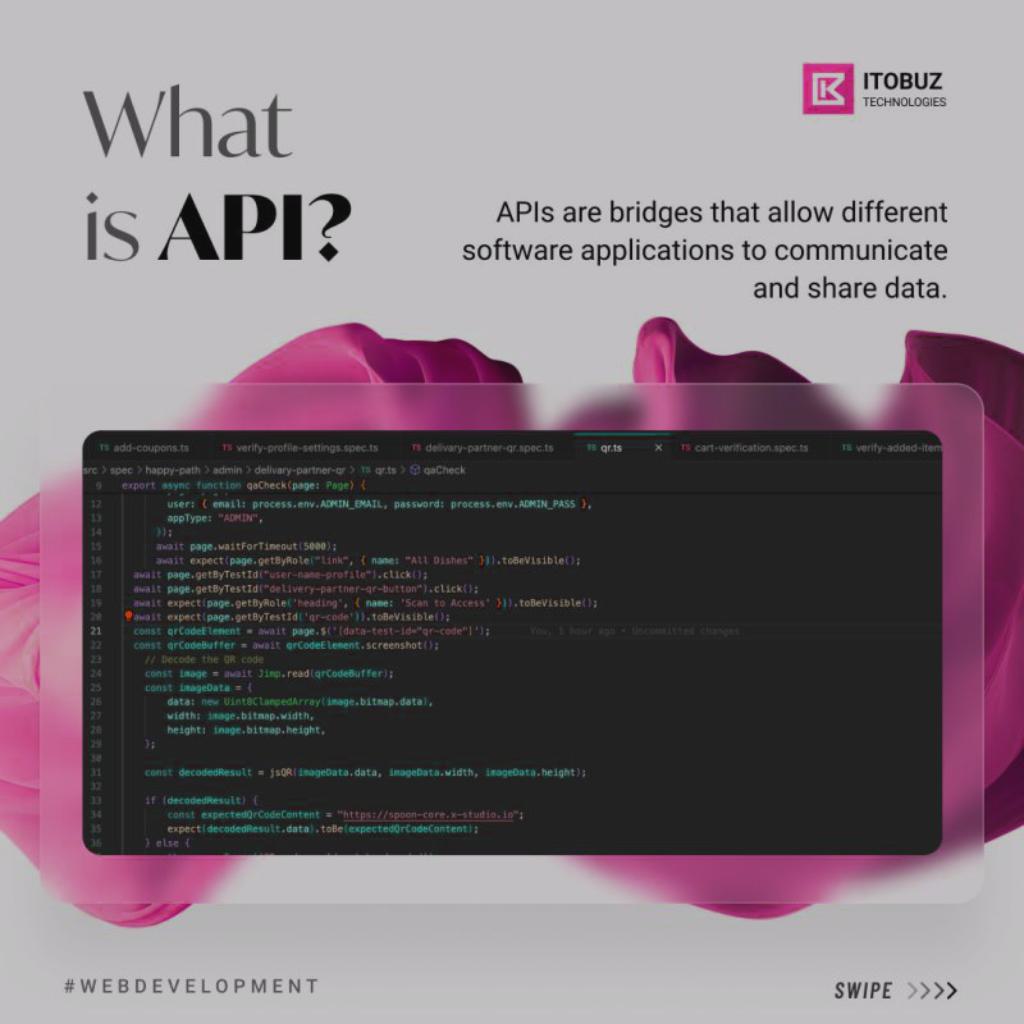 What
is API?
ITOBUZ
TECHNOLOGIES
APIs are bridges that allow different
software applications to communicate
and share data.
TS add-coupons.ts TS verify-profile-settings.spec.ts TS delivary-partner-qr.spec.ts TS qr.ts × TS cart-verification.spec.ts TS verify-added-item
src > spec > happy-path > admin > delivary-partner-qr > TS qr.ts > qaCheck
9 export async function qaCheck(page: Page) {
12 user: { email: process.env.ADMIN_EMAIL, password: process.env.ADMIN_PASS },
13 appType: "ADMIN",
14 });
15 await page.waitForTimeout(5000);
16 await expect(page.getByRole("link", { name: "All Dishes" })).toBeVisible();
17 await page.getByTestId("user-name-profile").click();
18 await page.getByTestId("delivery-partner-qr-button").click();
19 await expect(page.getByRole('heading', { name: 'Scan to Access' })).toBeVisible();
20 await expect(page.getByTestId('qr-code')).toBeVisible();
21 const qrCodeElement = await page.$('[data-test-id="qr-code"]'); You, 1 hour ago • Uncommitted changes
22 const qrCodeBuffer = await qrCodeElement.screenshot();
23 // Decode the QR code
24 const image = await Jimp.read(qrCodeBuffer);
25 const imageData = {
26 data: new Uint8ClampedArray(image.bitmap.data),
27 width: image.bitmap.width,
28 height: image.bitmap.height,
29 };
30
31 const decodedResult = jsQR(imageData.data, imageData.width, imageData.height);
32
33 if (decodedResult) {
34 const expectedQrCodeContent = "https://spoon-core.x-studio.io";
35 expect(decodedResult.data).toBe(expectedQrCodeContent);
36 } else {
#WEBDEVELOPMENT
SWIPE >>>>